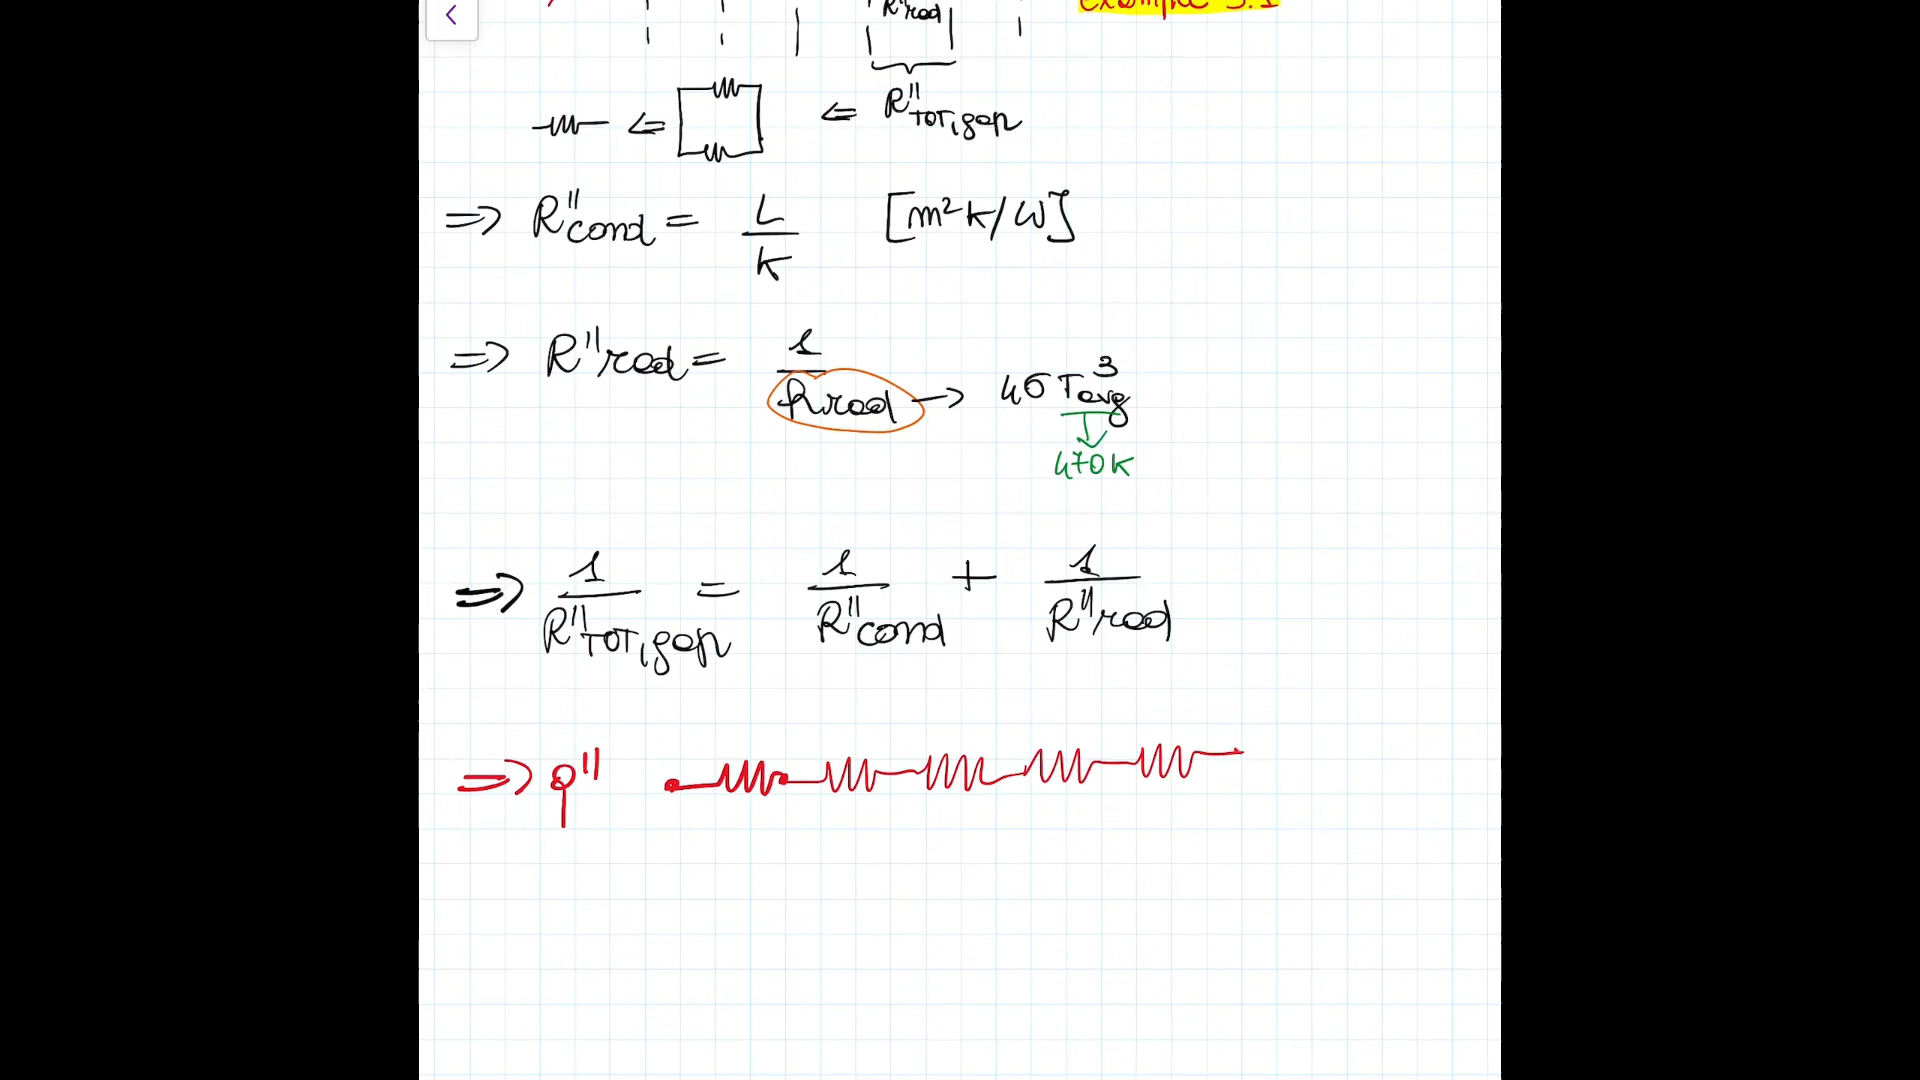 R"rad example 3.1
⇐ ⇐ R"TOT,gap
⇒ R"cond = L/k [m²K/W]
⇒ R"rad = 1/hrad → 4σTavg³
470K
⇒ 1/R"TOT,gap = 1/R"cond + 1/R"rad
⇒ q"